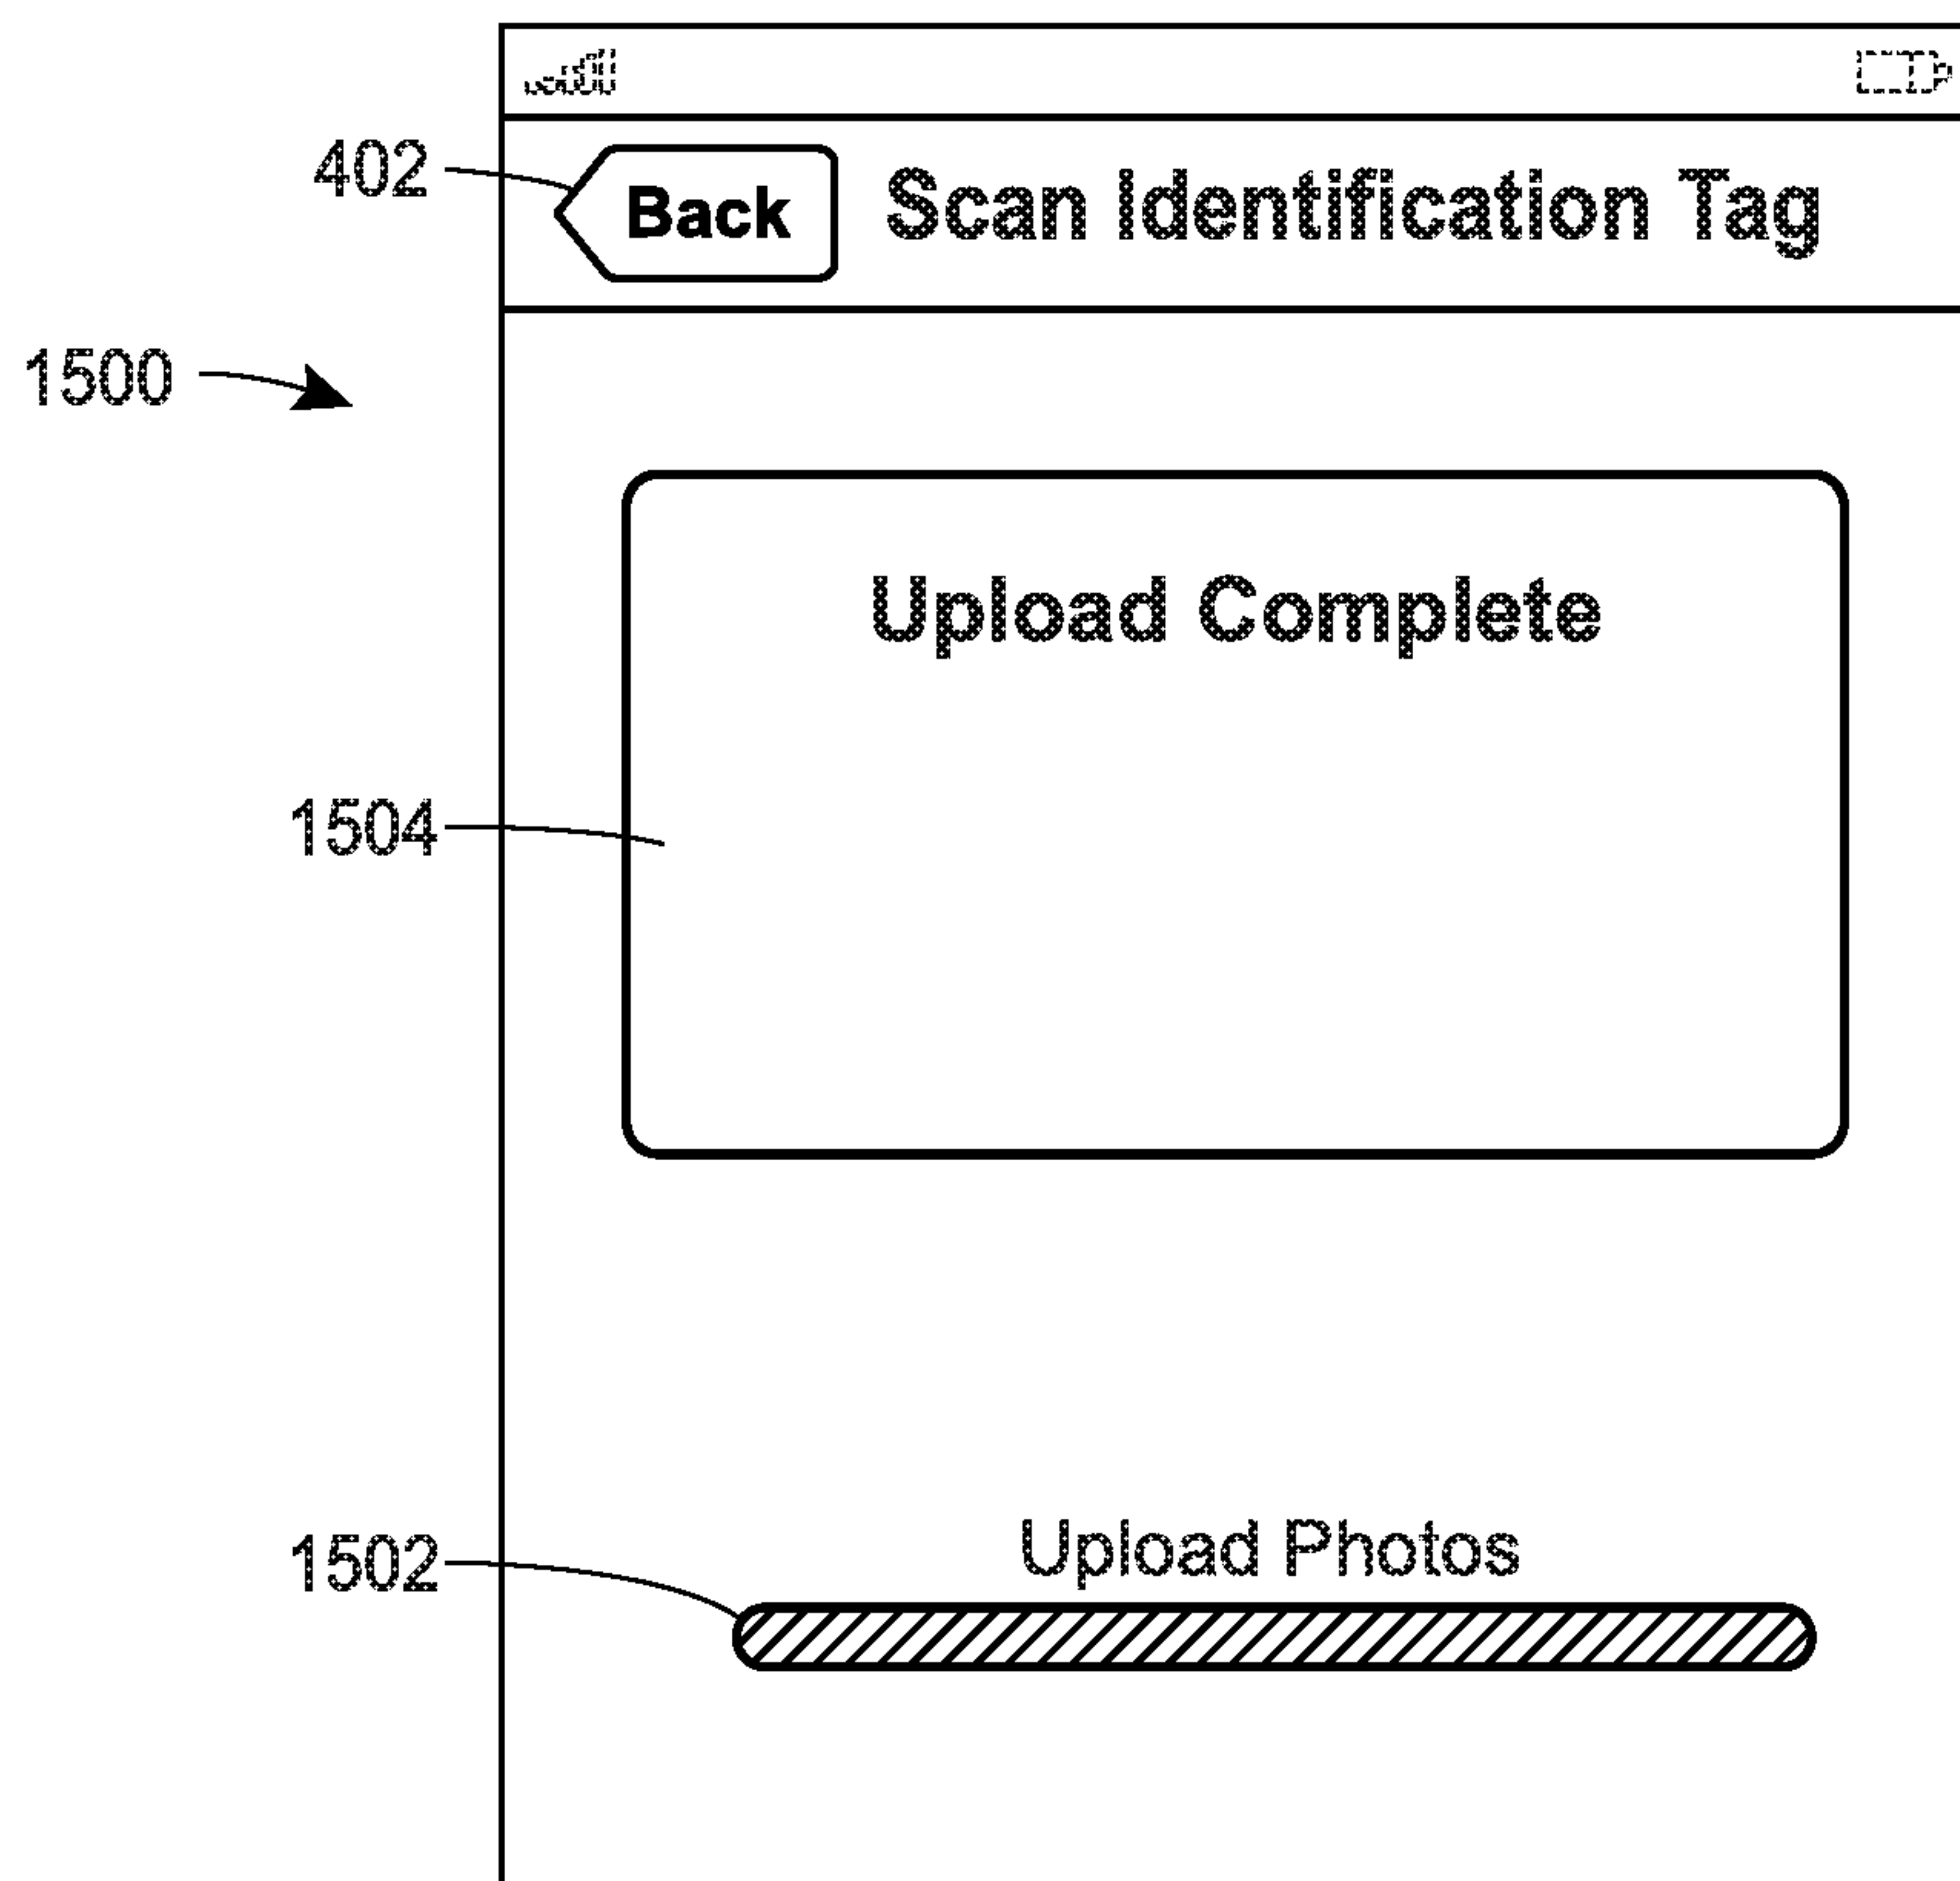 402
Back
Scan Identification Tag
1500
Upload Complete
1504
Upload Photos
1502